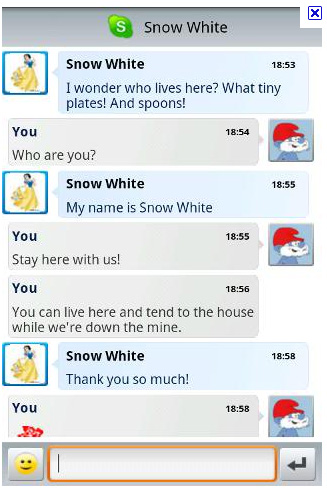 Snow White
Snow White 18:53
I wonder who lives here? What tiny
plates! And spoons!
You 18:54
Who are you?
Snow White 18:55
My name is Snow White
You 18:55
Stay here with us!
You 18:56
You can live here and tend to the house
while we're down the mine.
Snow White 18:58
Thank you so much!
You 18:58